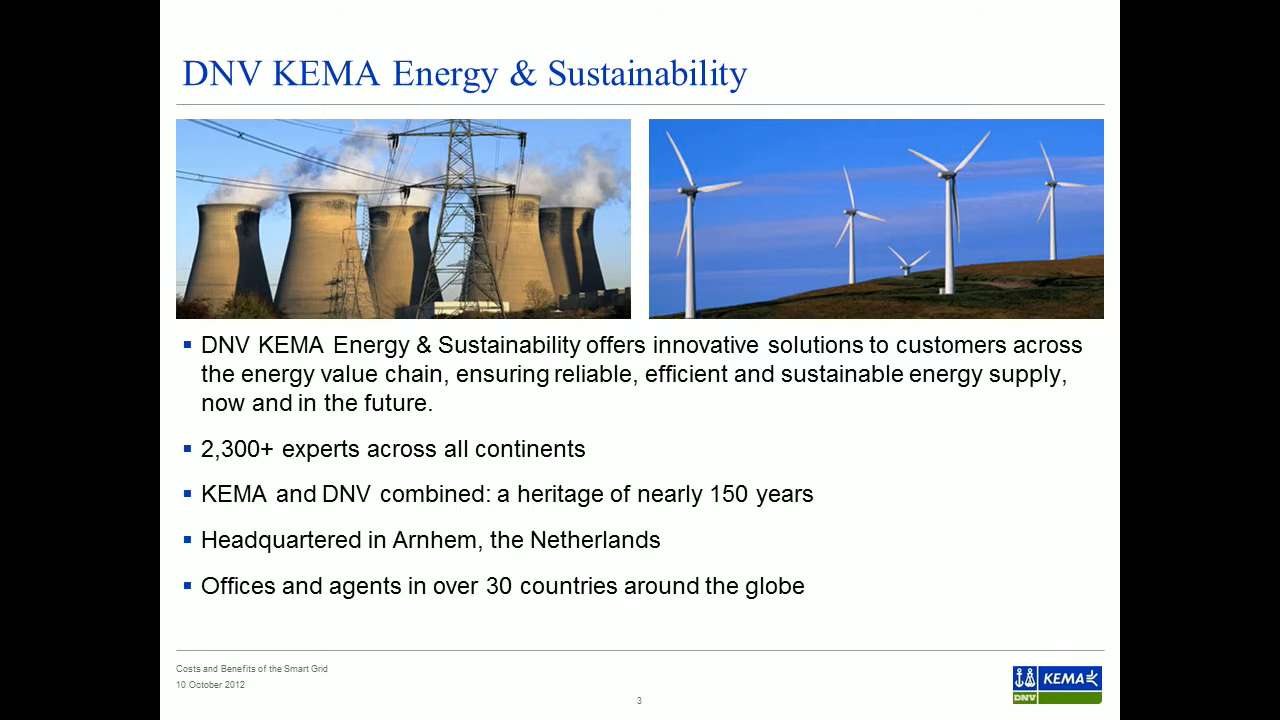 DNV KEMA Energy & Sustainability
▪ DNV KEMA Energy & Sustainability offers innovative solutions to customers across
the energy value chain, ensuring reliable, efficient and sustainable energy supply,
now and in the future.
▪ 2,300+ experts across all continents
▪ KEMA and DNV combined: a heritage of nearly 150 years
▪ Headquartered in Arnhem, the Netherlands
▪ Offices and agents in over 30 countries around the globe
Costs and Benefits of the Smart Grid
10 October 2012
3
KEMA
DNV